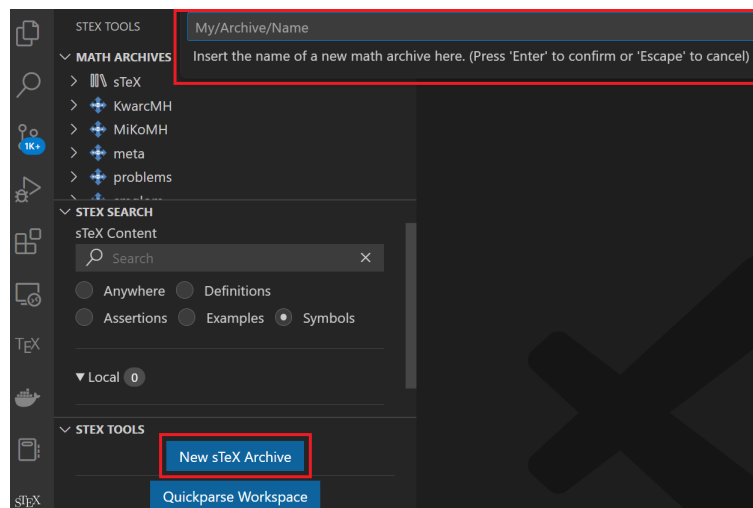 STEX TOOLS
My/Archive/Name
Insert the name of a new math archive here. (Press 'Enter' to confirm or 'Escape' to cancel)
MATH ARCHIVES
sTeX
KwarcMH
MiKoMH
meta
problems
1K+
STEX SEARCH
sTeX Content
Search
Anywhere
Definitions
Assertions
Examples
Symbols
TEX
Local 0
STEX TOOLS
New sTeX Archive
Quickparse Workspace
sTEX